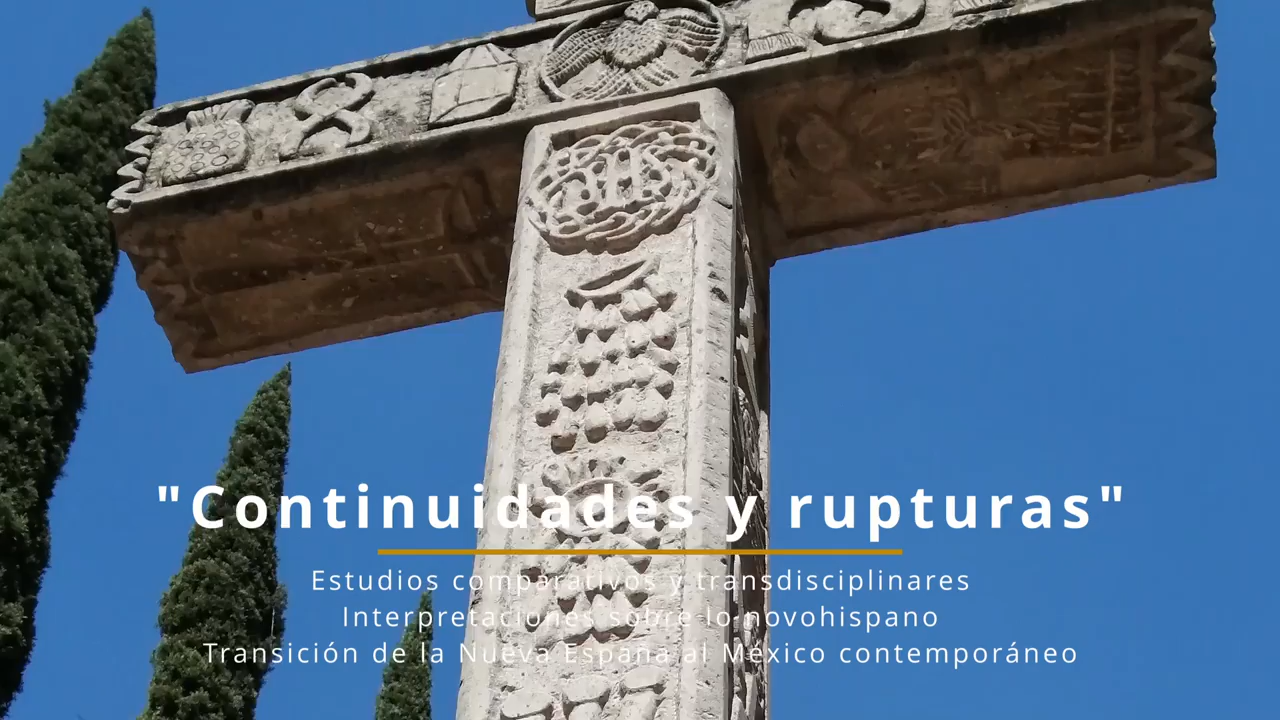 "Continuidades y rupturas"
Estudios comparativos y transdisciplinares
Interpretaciones sobre lo novohispano
Transición de la Nueva España al México contemporáneo